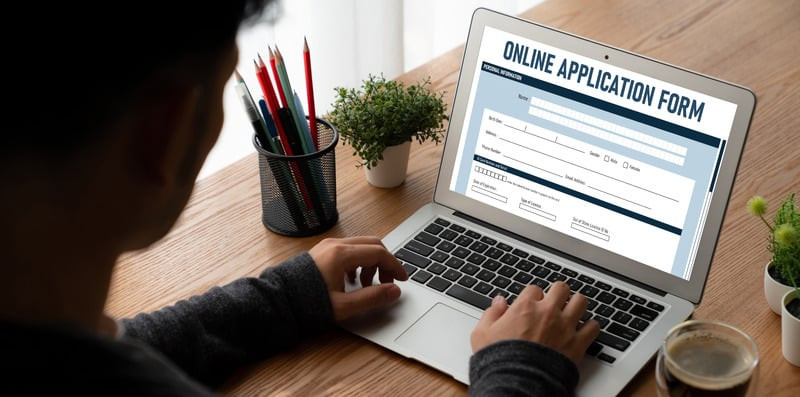 ONLINE APPLICATION FORM
PERSONAL INFORMATION
Name
Birth Date
Gender Male Female
Address
Phone Number
Email Address
Date of Expiration
Type of License
Out of State License ID No